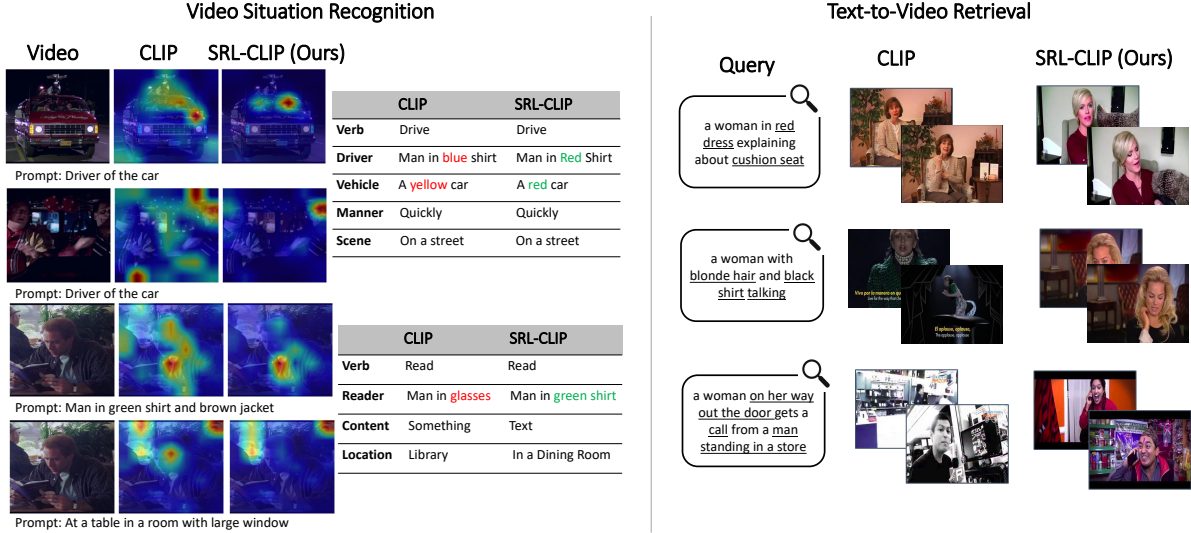 Video Situation Recognition
Video CLIP SRL-CLIP (Ours)
Prompt: Driver of the car
Prompt: Driver of the car
Prompt: Man in green shirt and brown jacket
Prompt: At a table in a room with large window
CLIP SRL-CLIP
Verb Drive Drive
Driver Man in blue shirt Man in Red Shirt
Vehicle A yellow car A red car
Manner Quickly Quickly
Scene On a street On a street
CLIP SRL-CLIP
Verb Read Read
Reader Man in glasses Man in green shirt
Content Something Text
Location Library In a Dining Room
Text-to-Video Retrieval
Query CLIP SRL-CLIP (Ours)
a woman in red
dress explaining
about cushion seat
a woman with
blonde hair and black
shirt talking
El aplauso, aplauso.
The applause, applause
a woman on her way
out the door gets a
call from a man
standing in a store